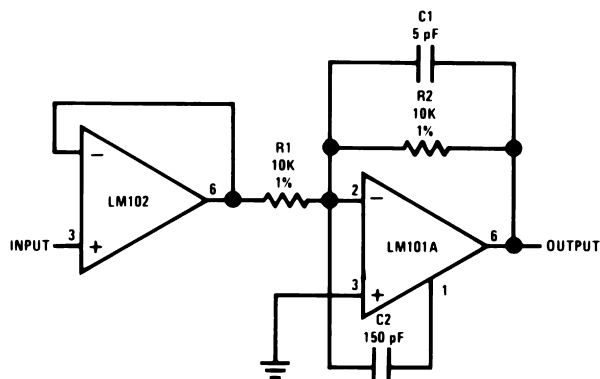 C1
5 pF
R2
10K
1%
R1
10K
1%
−
6
LM102
INPUT
3
+
2
−
LM101A
6
OUTPUT
3
+
1
C2
150 pF